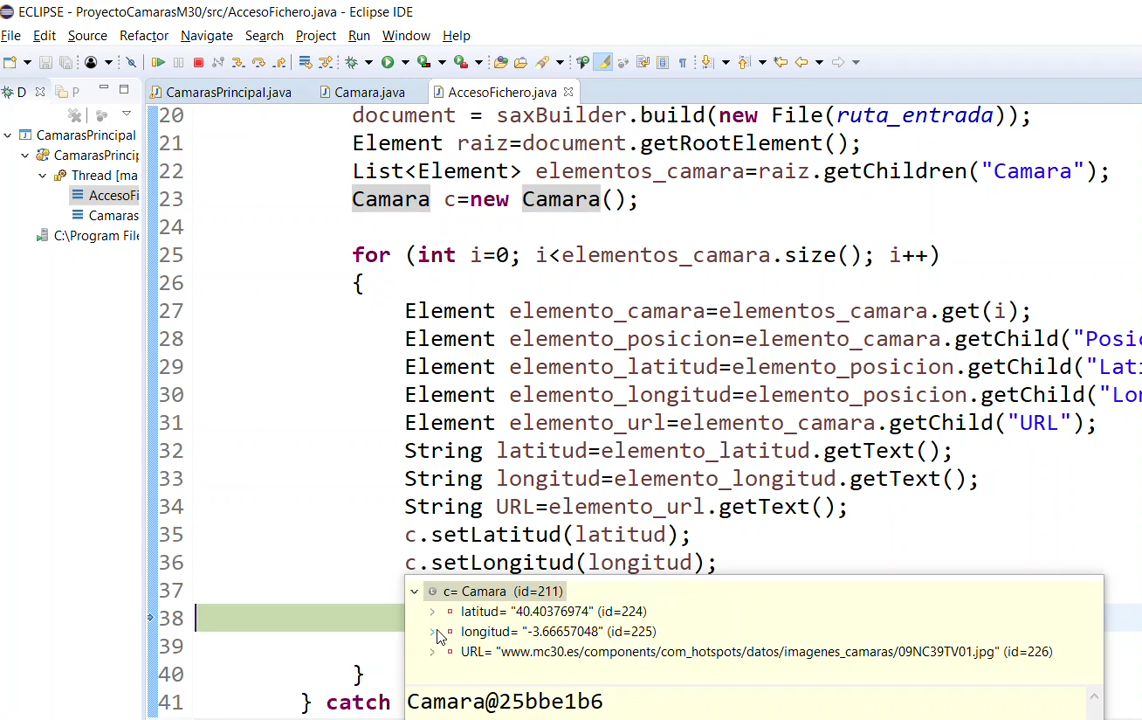 ECLIPSE - ProyectoCamarasM30/src/AccesoFichero.java - Eclipse IDE
File Edit Source Refactor Navigate Search Project Run Window Help
D P CamarasPrincipal.java Camara.java AccesoFichero.java
CamarasPrincipal
CamarasPrincip
Thread [ma
AccesoFi
Camaras
C:\Program File
20 document = saxBuilder.build(new File(ruta_entrada));
21 Element raiz=document.getRootElement();
22 List<Element> elementos_camara=raiz.getChildren("Camara");
23 Camara c=new Camara();
24
25 for (int i=0; i<elementos_camara.size(); i++)
26 {
27 Element elemento_camara=elementos_camara.get(i);
28 Element elemento_posicion=elemento_camara.getChild("Posic
29 Element elemento_latitud=elemento_posicion.getChild("Lati
30 Element elemento_longitud=elemento_posicion.getChild("Lon
31 Element elemento_url=elemento_camara.getChild("URL");
32 String latitud=elemento_latitud.getText();
33 String longitud=elemento_longitud.getText();
34 String URL=elemento_url.getText();
35 c.setLatitud(latitud);
36 c.setLongitud(longitud);
37
38
39
40 }
41 } catch
c= Camara (id=211)
latitud= "40.40376974" (id=224)
longitud= "-3.66657048" (id=225)
URL= "www.mc30.es/components/com_hotspots/datos/imagenes_camaras/09NC39TV01.jpg" (id=226)
Camara@25bbe1b6